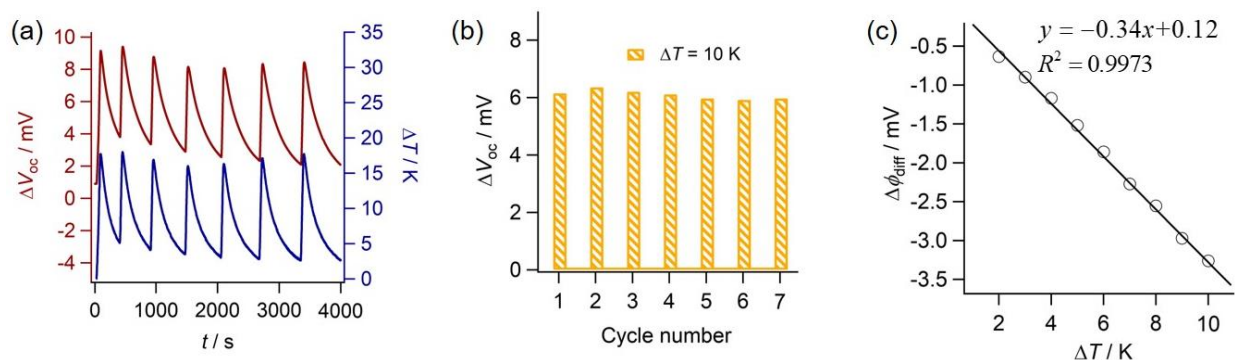 (a)
10
8
6
4
2
0
-2
-4
ΔV_oc / mV
35
30
25
20
15
10
5
0
ΔT / K
0 1000 2000 3000 4000
t / s
(b)
8
6
4
2
0
ΔV_oc / mV
ΔT = 10 K
1 2 3 4 5 6 7
Cycle number
(c)
y = −0.34x+0.12
R² = 0.9973
-0.5
-1.0
-1.5
-2.0
-2.5
-3.0
-3.5
Δϕ_diff / mV
2 4 6 8 10
ΔT / K